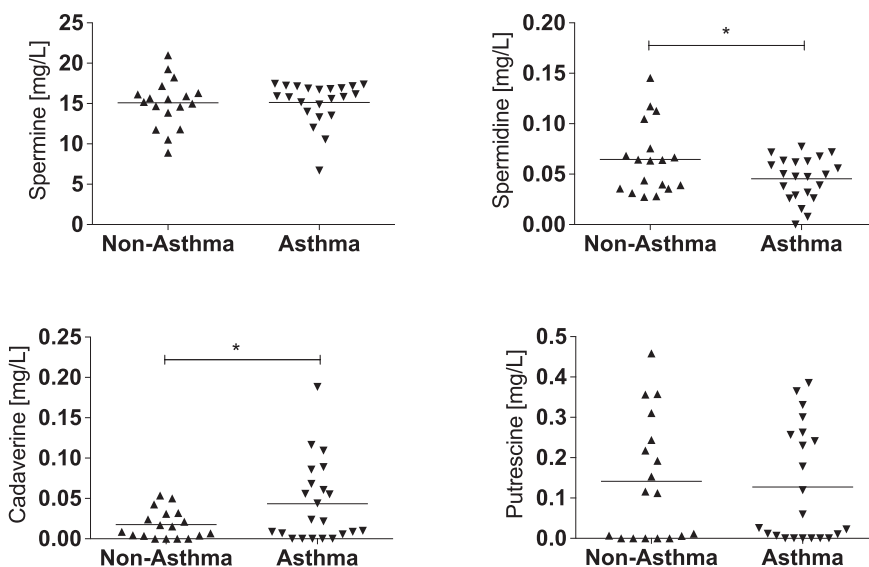 25
20
15
10
5
0
Spermine [mg/L]
Non-Asthma
Asthma
0.20
0.15
0.10
0.05
0.00
Spermidine [mg/L]
*
Non-Asthma
Asthma
0.25
0.20
0.15
0.10
0.05
0.00
Cadaverine [mg/L]
*
Non-Asthma
Asthma
0.5
0.4
0.3
0.2
0.1
0.0
Putrescine [mg/L]
Non-Asthma
Asthma